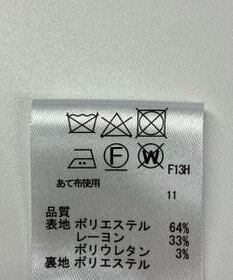 F13H
あて布使用
11
品質
表地 ポリエステル 64%
レーヨン 33%
ポリウレタン 3%
裏地 ポリエステル